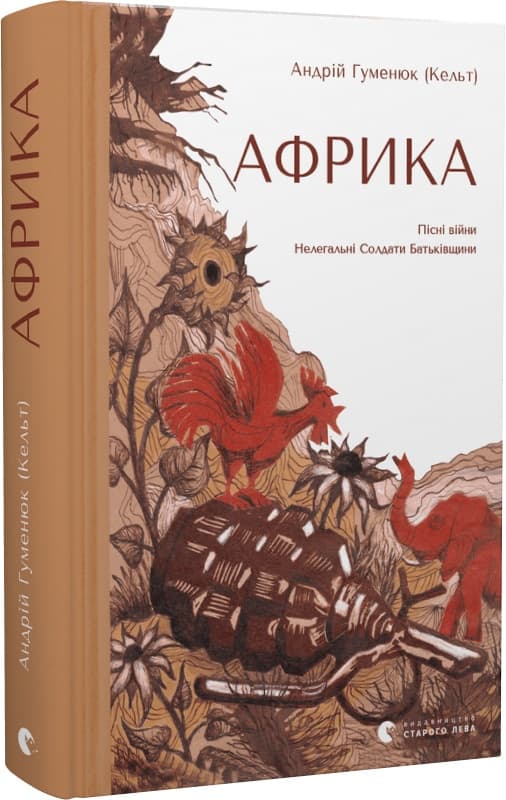 Андрій Гуменюк (Кельт)
АФРИКА
Пісні війни
Нелегальні Солдати Батьківщини
видавництво
СТАРОГО ЛЕВА
АФРИКА
Андрій Гуменюк (Кельт)